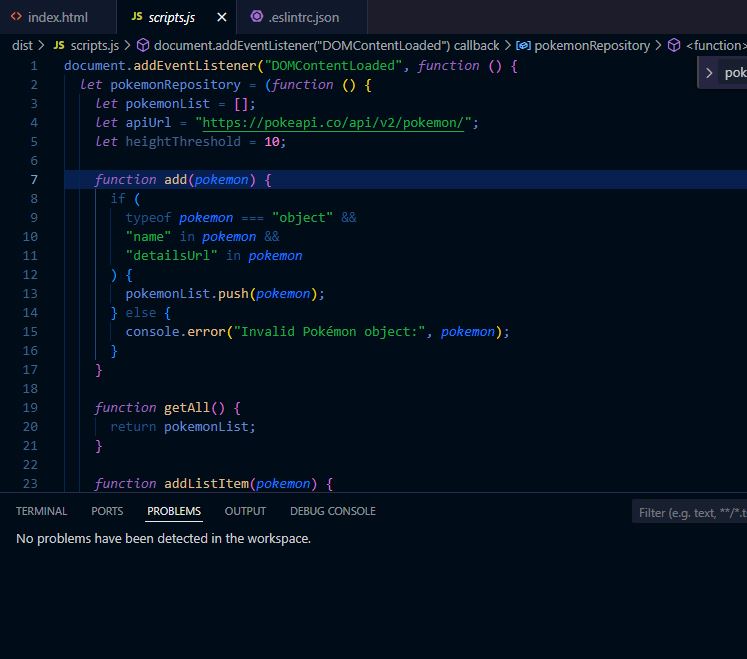 index.html
JS scripts.js
.eslintrc.json
dist > JS scripts.js > document.addEventListener("DOMContentLoaded") callback > pokemonRepository > <function>
1 document.addEventListener("DOMContentLoaded", function () {
2 let pokemonRepository = (function () {
3 let pokemonList = [];
4 let apiUrl = "https://pokeapi.co/api/v2/pokemon/";
5 let heightThreshold = 10;
6
7 function add(pokemon) {
8 if (
9 typeof pokemon === "object" &&
10 "name" in pokemon &&
11 "detailsUrl" in pokemon
12 ) {
13 pokemonList.push(pokemon);
14 } else {
15 console.error("Invalid Pokémon object:", pokemon);
16 }
17 }
18
19 function getAll() {
20 return pokemonList;
21 }
22
23 function addListItem(pokemon) {
> pok
TERMINAL PORTS PROBLEMS OUTPUT DEBUG CONSOLE
Filter (e.g. text, **/*.t
No problems have been detected in the workspace.